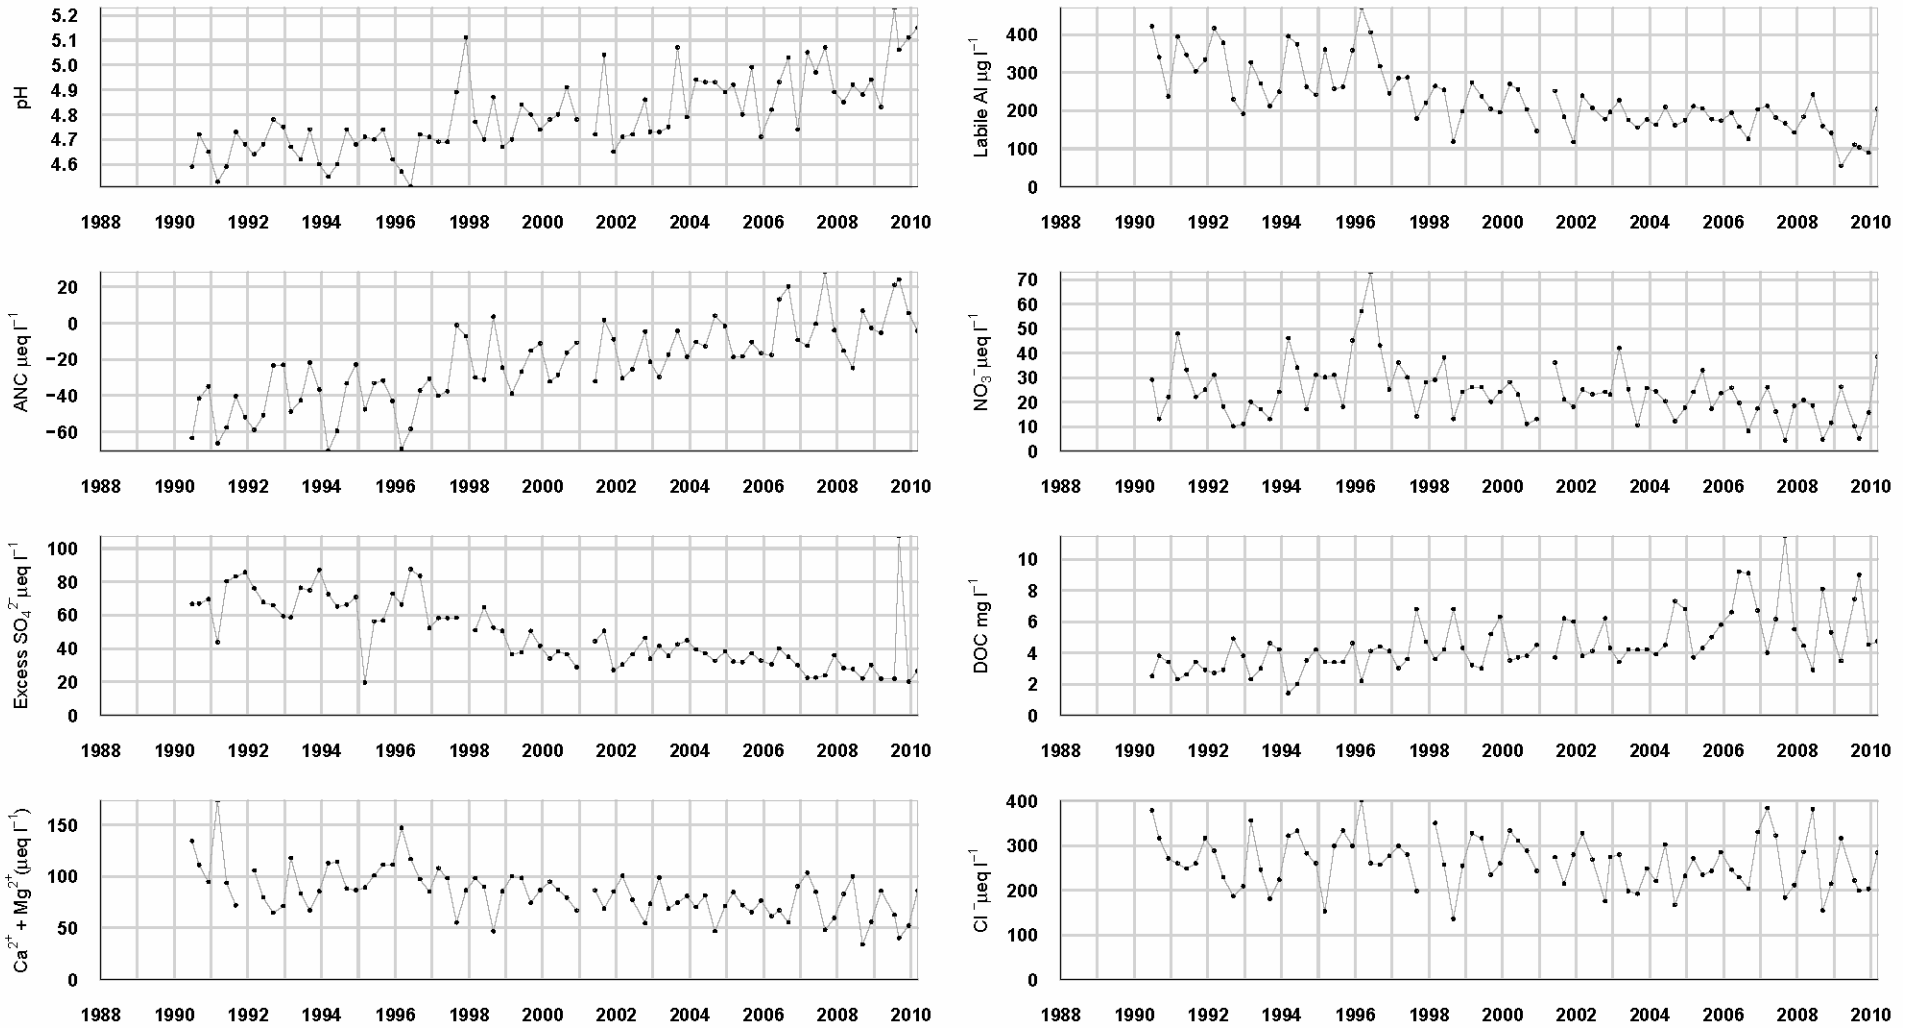 pH
5.2
5.1
5.0
4.9
4.8
4.7
4.6
1988 1990 1992 1994 1996 1998 2000 2002 2004 2006 2008 2010
Labile Al µg l⁻¹
400
300
200
100
0
1988 1990 1992 1994 1996 1998 2000 2002 2004 2006 2008 2010
ANC µeq l⁻¹
20
0
−20
−40
−60
1988 1990 1992 1994 1996 1998 2000 2002 2004 2006 2008 2010
NO₃⁻ µeq l⁻¹
70
60
50
40
30
20
10
0
1988 1990 1992 1994 1996 1998 2000 2002 2004 2006 2008 2010
Excess SO₄²⁻ µeq l⁻¹
100
80
60
40
20
0
1988 1990 1992 1994 1996 1998 2000 2002 2004 2006 2008 2010
DOC mg l⁻¹
10
8
6
4
2
0
1988 1990 1992 1994 1996 1998 2000 2002 2004 2006 2008 2010
Ca²⁺ + Mg²⁺ (µeq l⁻¹)
150
100
50
0
1988 1990 1992 1994 1996 1998 2000 2002 2004 2006 2008 2010
Cl⁻ µeq l⁻¹
400
300
200
100
0
1988 1990 1992 1994 1996 1998 2000 2002 2004 2006 2008 2010